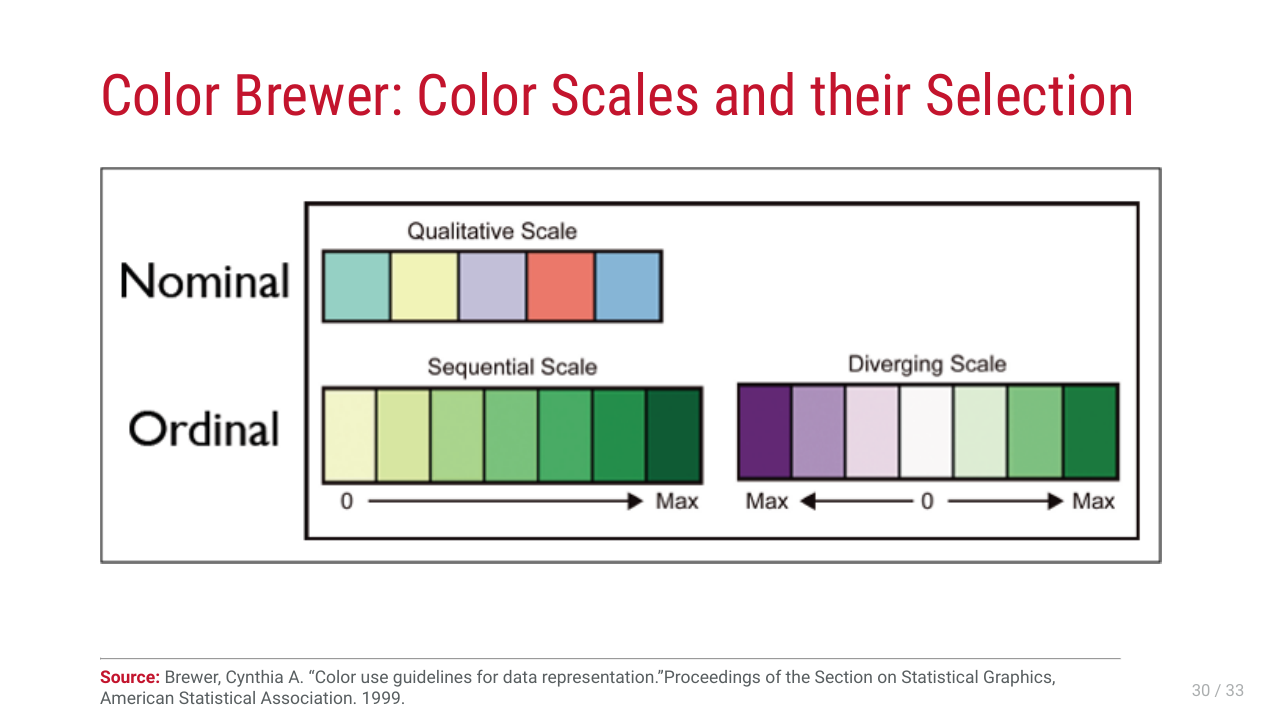 Color Brewer: Color Scales and their Selection
Nominal
Qualitative Scale
Ordinal
Sequential Scale
0 Max
Diverging Scale
Max 0 Max
Source: Brewer, Cynthia A. “Color use guidelines for data representation.”Proceedings of the Section on Statistical Graphics,
American Statistical Association. 1999.
30 / 33